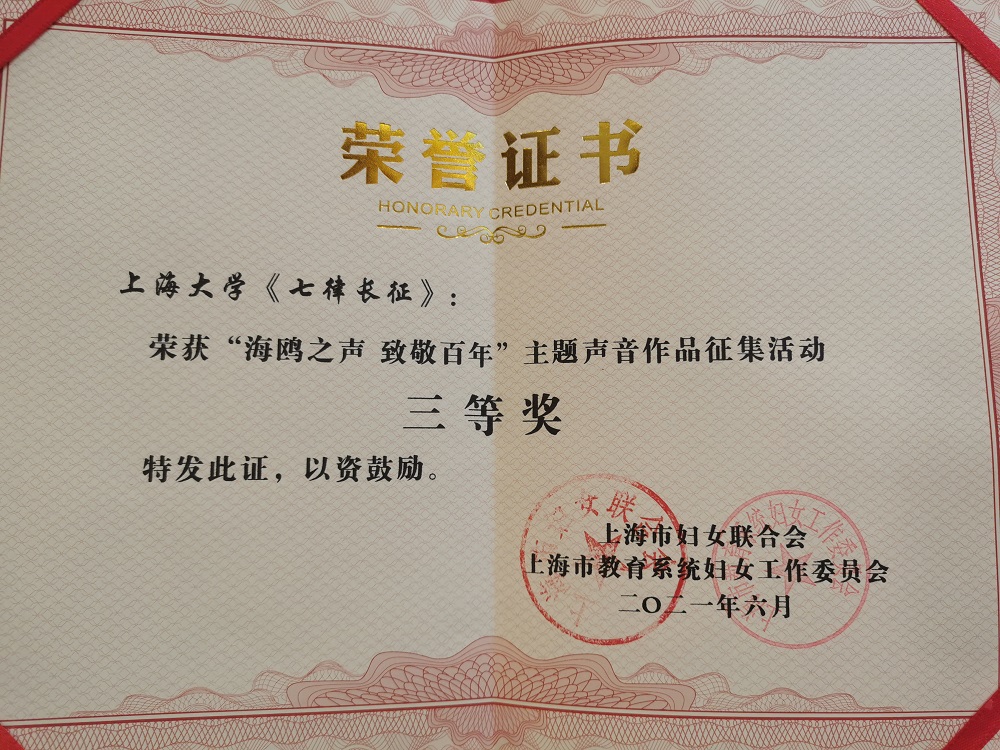 荣誉证书
HONORARY CREDENTIAL
上海大学《七律长征》:
荣获“海鸥之声 致敬百年”主题声音作品征集活动
三等奖
特发此证，以资鼓励。
上海市妇女联合会
上海市教育系统妇女工作委员会
二〇二一年六月